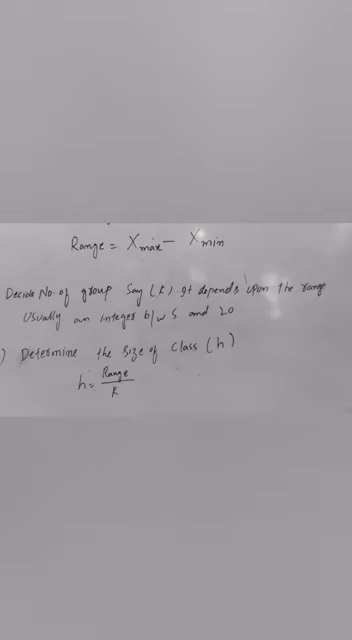 Range = Xmax - Xmin
Decide No. of group Say (K). It depends upon the range
Usually an integer b/w 5 and 20
) Determine the size of class (h)
h = Range / K